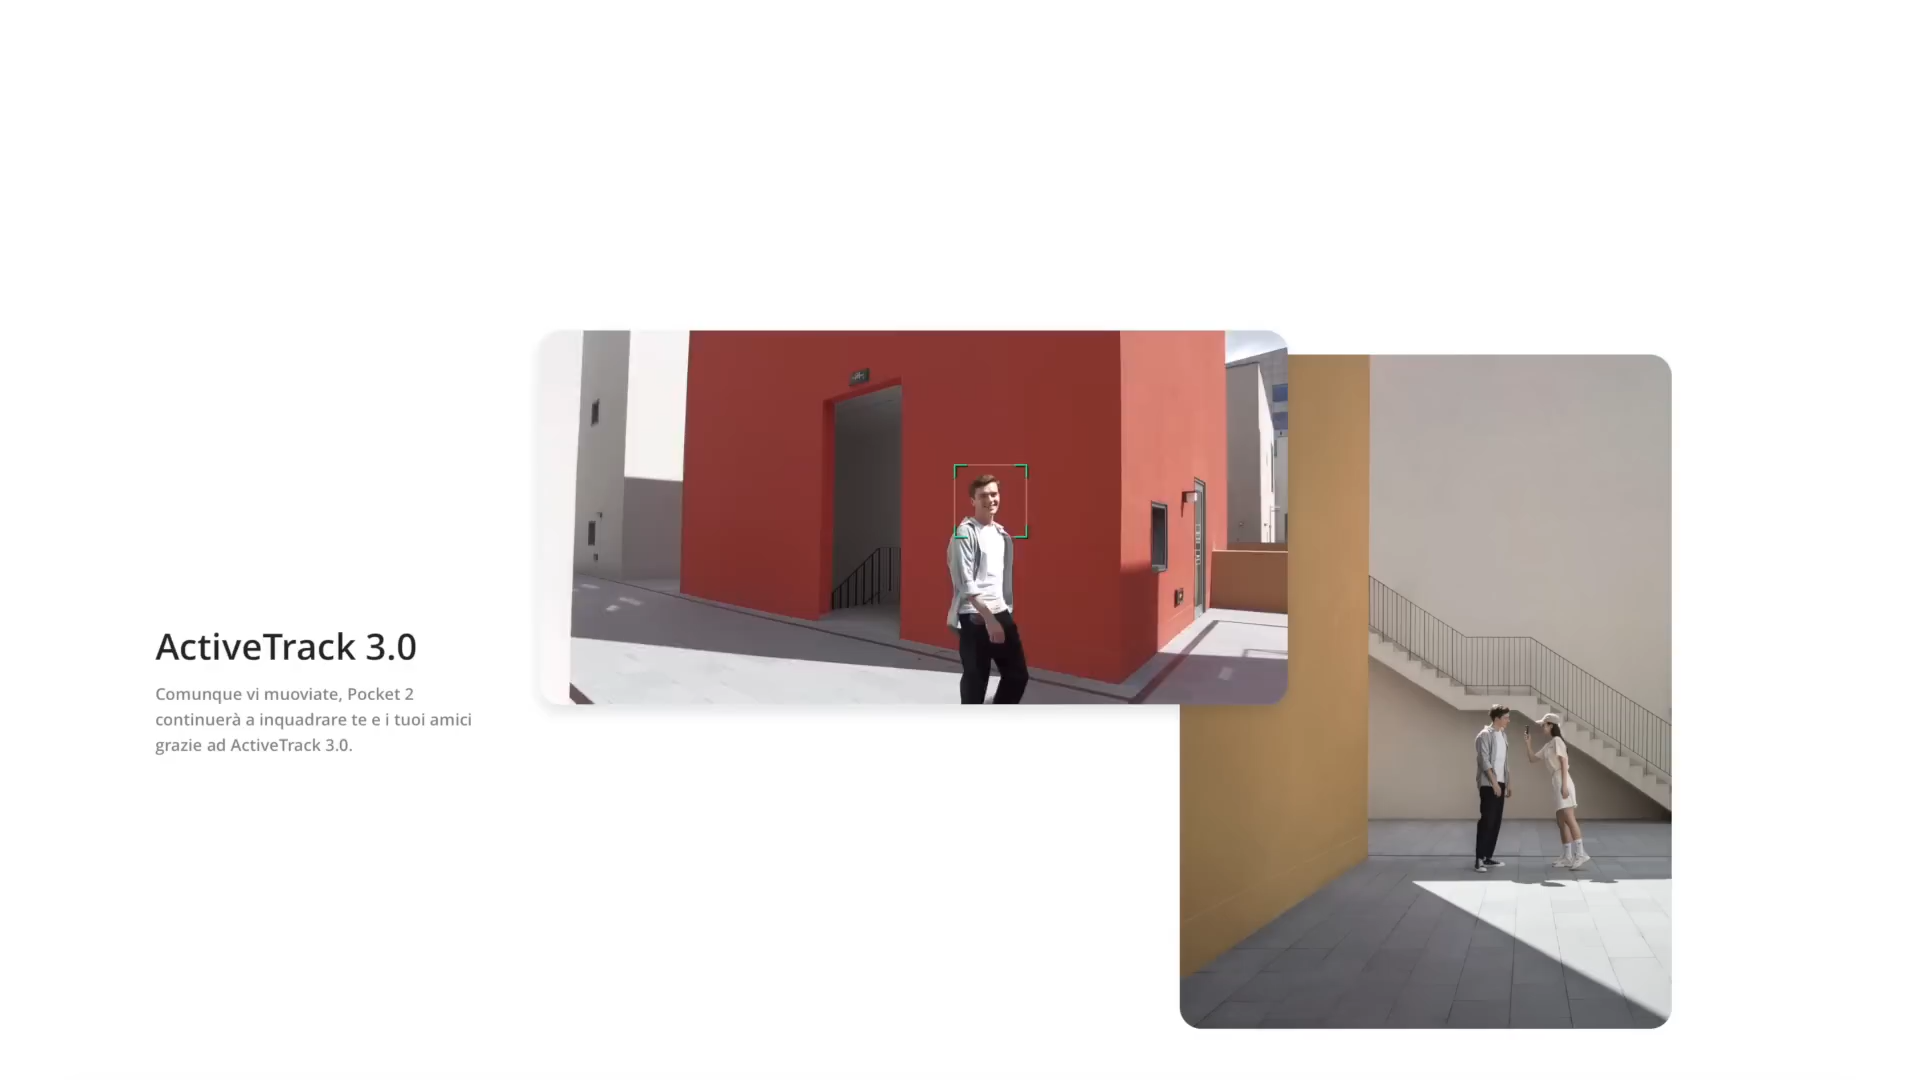 ActiveTrack 3.0
Comunque vi muoviate, Pocket 2
continuerà a inquadrare te e i tuoi amici
grazie ad ActiveTrack 3.0.